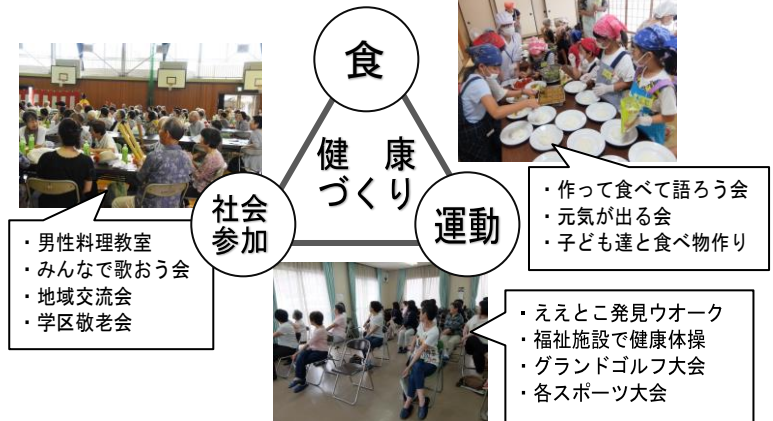 食
健 康
づくり
社会
参加
運動
・男性料理教室
・みんなで歌おう会
・地域交流会
・学区敬老会
・作って食べて語ろう会
・元気が出る会
・子ども達と食べ物作り
・ええとこ発見ウオーク
・福祉施設で健康体操
・グランドゴルフ大会
・各スポーツ大会